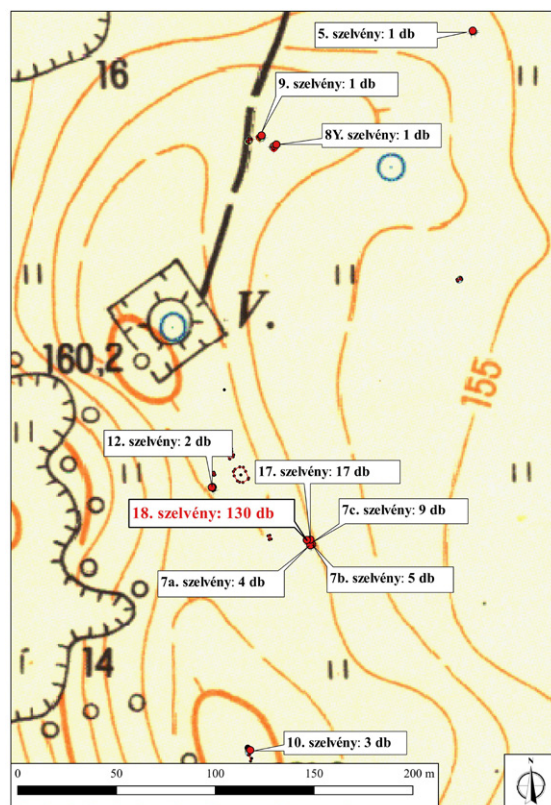 5. szelvény: 1 db
16
9. szelvény: 1 db
8Y. szelvény: 1 db
V.
160,2
155
12. szelvény: 2 db
17. szelvény: 17 db
18. szelvény: 130 db
7c. szelvény: 9 db
7a. szelvény: 4 db
7b. szelvény: 5 db
14
10. szelvény: 3 db
N
0 50 100 150 200 m